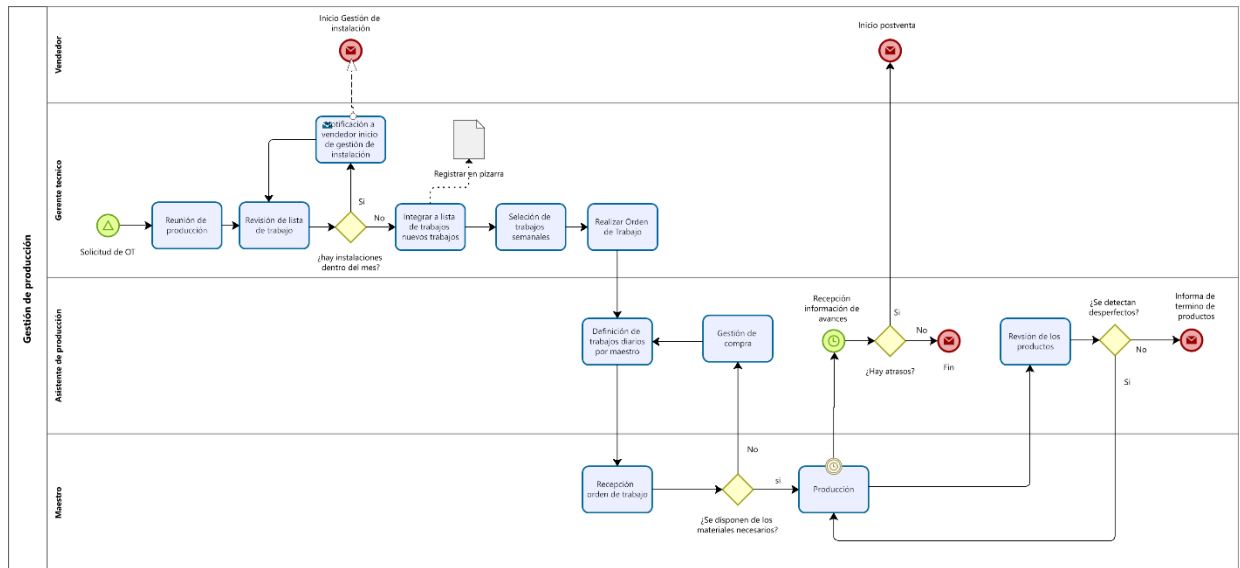 Gestión de producción
Vendedor
Inicio Gestión de
instalación
Inicio postventa
Gerente tecnico
Notificación a
vendedor inicio
de gestión de
instalación
Registrar en pizarra
Solicitud de OT
Reunión de
producción
Revisión de lista
de trabajo
Si
No
¿hay instalaciones
dentro del mes?
Integrar a lista
de trabajos
nuevos trabajos
Seleción de
trabajos
semanales
Realizar Orden
de Trabajo
Asistente de producción
Definición de
trabajos diarios
por maestro
Gestión de
compra
Recepción
información de
avances
Si
No
¿Hay atrasos?
Fin
Revsión de los
productos
¿Se detectan
desperfectos?
No
Si
Informa de
termino de
productos
Maestro
Recepción
orden de trabajo
No
si
¿Se disponen de los
materiales necesarios?
Producción